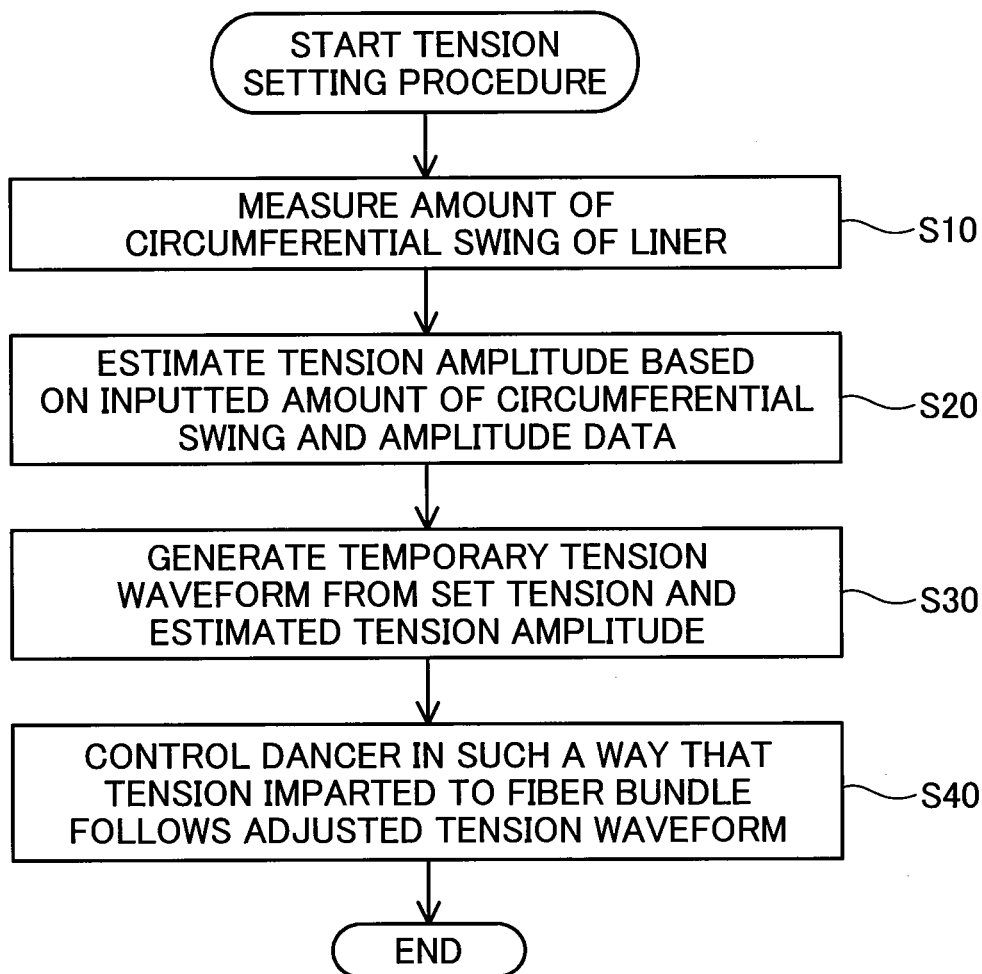 START TENSION
SETTING PROCEDURE
MEASURE AMOUNT OF
CIRCUMFERENTIAL SWING OF LINER
S10
ESTIMATE TENSION AMPLITUDE BASED
ON INPUTTED AMOUNT OF CIRCUMFERENTIAL
SWING AND AMPLITUDE DATA
S20
GENERATE TEMPORARY TENSION
WAVEFORM FROM SET TENSION AND
ESTIMATED TENSION AMPLITUDE
S30
CONTROL DANCER IN SUCH A WAY THAT
TENSION IMPARTED TO FIBER BUNDLE
FOLLOWS ADJUSTED TENSION WAVEFORM
S40
END